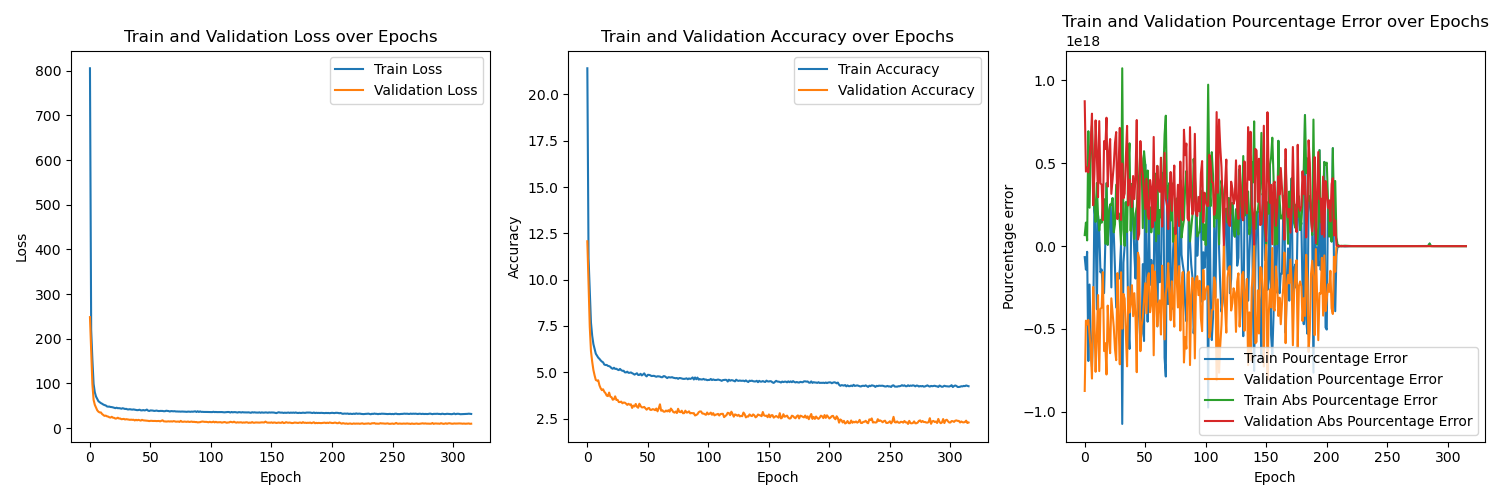 Train and Validation Loss over Epochs
Train Loss
Validation Loss
800
700
600
500
400
300
200
100
0
Loss
0 50 100 150 200 250 300
Epoch
Train and Validation Accuracy over Epochs
Train Accuracy
Validation Accuracy
20.0
17.5
15.0
12.5
10.0
7.5
5.0
2.5
Accuracy
0 50 100 150 200 250 300
Epoch
Train and Validation Pourcentage Error over Epochs
1e18
1.0
0.5
0.0
−0.5
−1.0
Pourcentage error
Train Pourcentage Error
Validation Pourcentage Error
Train Abs Pourcentage Error
Validation Abs Pourcentage Error
0 50 100 150 200 250 300
Epoch